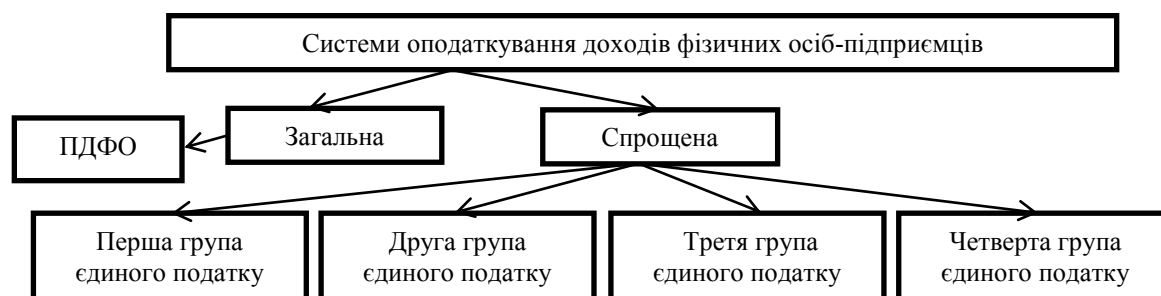 Системи оподаткування доходів фізичних осіб-підприємців
Загальна
Спрощена
ПДФО
Перша група
єдиного податку
Друга група
єдиного податку
Третя група
єдиного податку
Четверта група
єдиного податку